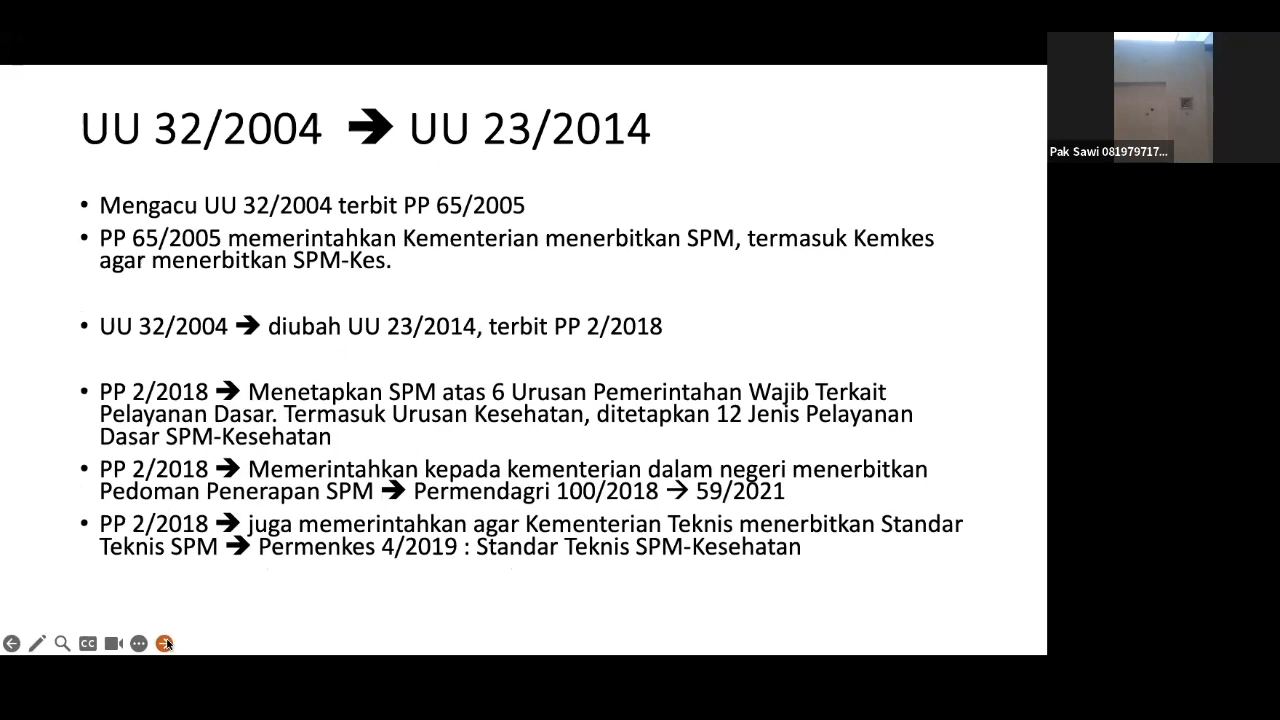 UU 32/2004 ➔ UU 23/2014
• Mengacu UU 32/2004 terbit PP 65/2005
• PP 65/2005 memerintahkan Kementerian menerbitkan SPM, termasuk Kemkes
agar menerbitkan SPM-Kes.
• UU 32/2004 ➔ diubah UU 23/2014, terbit PP 2/2018
• PP 2/2018 ➔ Menetapkan SPM atas 6 Urusan Pemerintahan Wajib Terkait
Pelayanan Dasar. Termasuk Urusan Kesehatan, ditetapkan 12 Jenis Pelayanan
Dasar SPM-Kesehatan
• PP 2/2018 ➔ Memerintahkan kepada kementerian dalam negeri menerbitkan
Pedoman Penerapan SPM ➔ Permendagri 100/2018 → 59/2021
• PP 2/2018 ➔ juga memerintahkan agar Kementerian Teknis menerbitkan Standar
Teknis SPM ➔ Permenkes 4/2019 : Standar Teknis SPM-Kesehatan
Pak Sawi 081979717...
CC